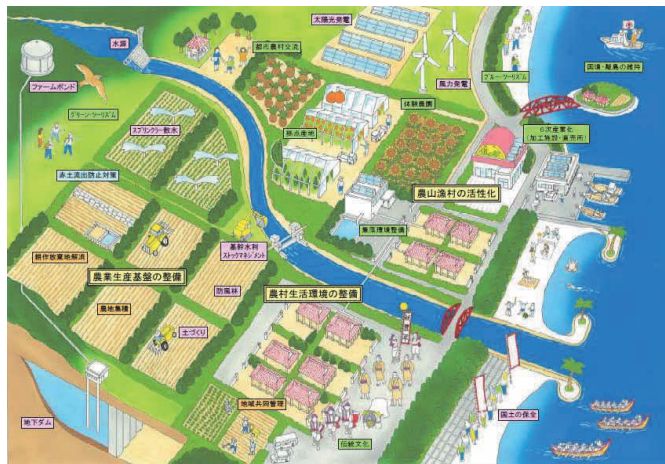 太陽光発電
水源
都市農村交流
国境・離島の維持
ファームポンド
風力発電
ブルー・ツーリズム
体験農園
グリーン・ツーリズム
スプリンクラー散水
拠点産地
6次産業化
(加工施設・直売所)
赤土流出防止対策
農山漁村の活性化
集落環境整備
基幹水利
ストックマネジメント
耕作放棄地解消
農業生産基盤の整備
農村生活環境の整備
防風林
農地集積
土づくり
地域共同管理
国土の保全
地下ダム
伝統文化